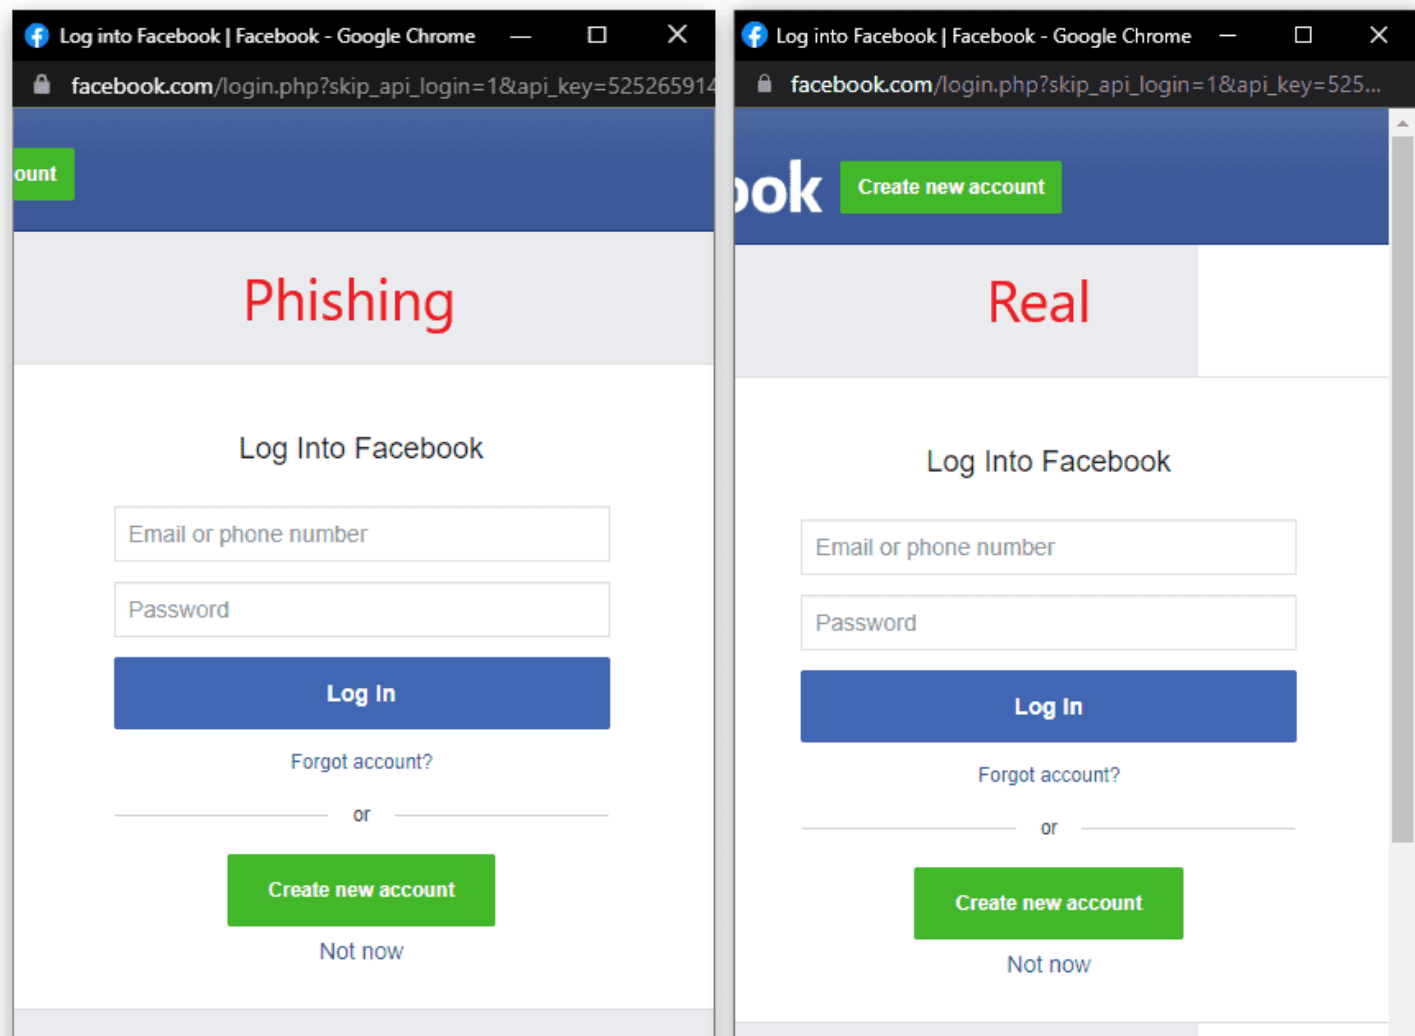 Log into Facebook | Facebook - Google Chrome
facebook.com/login.php?skip_api_login=1&api_key=525265914
ount
Phishing
Log Into Facebook
Email or phone number
Password
Log In
Forgot account?
or
Create new account
Not now
Log into Facebook | Facebook - Google Chrome
facebook.com/login.php?skip_api_login=1&api_key=525...
ook
Create new account
Real
Log Into Facebook
Email or phone number
Password
Log In
Forgot account?
or
Create new account
Not now